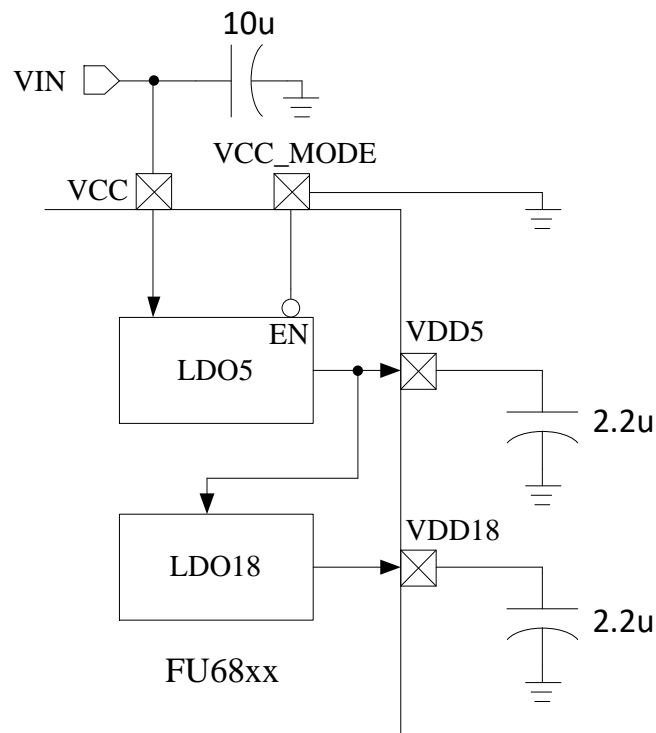 10u
VIN
VCC_MODE
VCC
EN
VDD5
LDO5
2.2u
VDD18
LDO18
2.2u
FU68xx